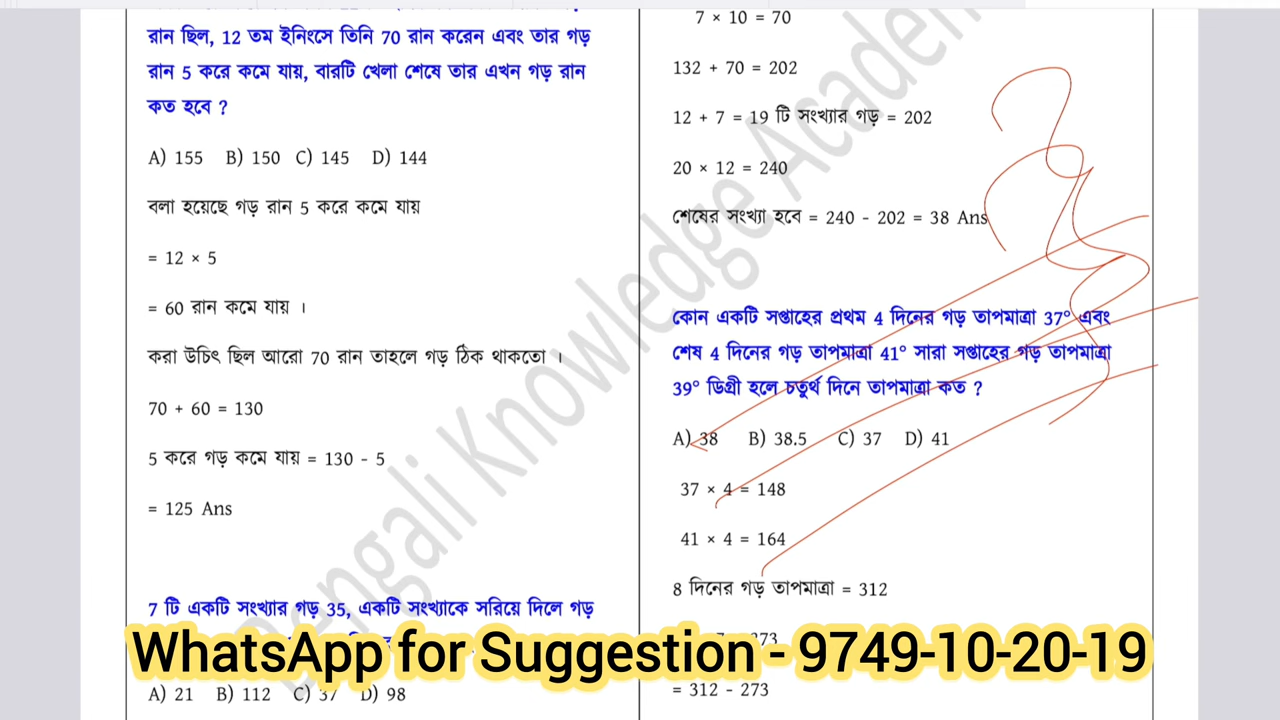 রান ছিল, 12 তম ইনিংসে তিনি 70 রান করেন এবং তার গড়
রান 5 করে কমে যায়, বারটি খেলা শেষে তার এখন গড় রান
কত হবে ?
A) 155 B) 150 C) 145 D) 144
বলা হয়েছে গড় রান 5 করে কমে যায়
= 12 × 5
= 60 রান কমে যায় ।
করা উচিৎ ছিল আরো 70 রান তাহলে গড় ঠিক থাকতো ।
70 + 60 = 130
5 করে গড় কমে যায় = 130 - 5
= 125 Ans
7 টি একটি সংখ্যার গড় 35, একটি সংখ্যাকে সরিয়ে দিলে গড়
A) 21 B) 112 C) 37 D) 98
7 × 10 = 70
132 + 70 = 202
12 + 7 = 19 টি সংখ্যার গড় = 202
20 × 12 = 240
শেষের সংখ্যা হবে = 240 - 202 = 38 Ans
কোন একটি সপ্তাহের প্রথম 4 দিনের গড় তাপমাত্রা 37° এবং
শেষ 4 দিনের গড় তাপমাত্রা 41° সারা সপ্তাহের গড় তাপমাত্রা
39° ডিগ্রী হলে চতুর্থ দিনে তাপমাত্রা কত ?
A) 38 B) 38.5 C) 37 D) 41
37 × 4 = 148
41 × 4 = 164
8 দিনের গড় তাপমাত্রা = 312
273
= 312 - 273
Bengali Knowledge Academ
WhatsApp for Suggestion - 9749-10-20-19